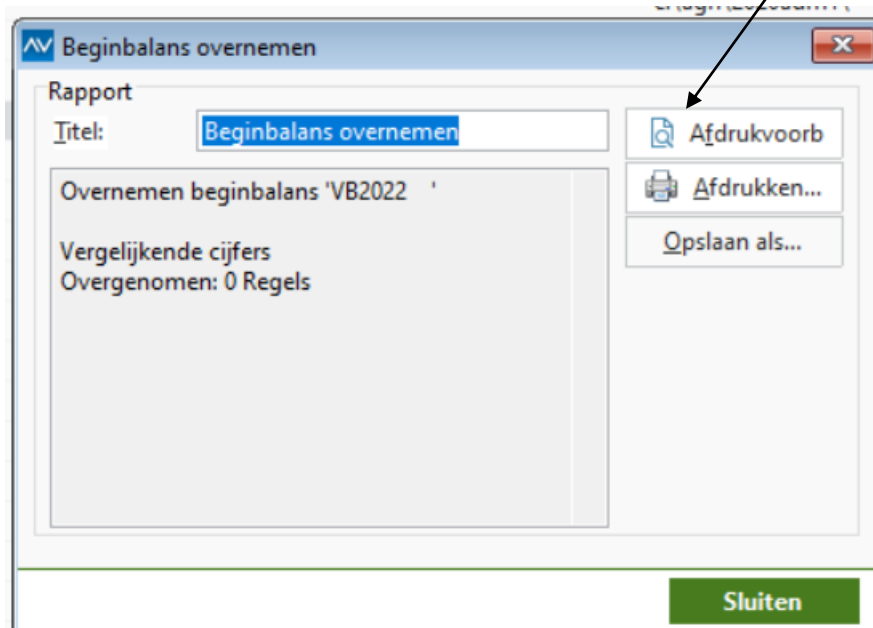 Beginbalans overnemen
Rapport
Titel:
Beginbalans overnemen
Afdrukvoorb
Overnemen beginbalans 'VB2022    '
Afdrukken...
Vergelijkende cijfers
Opslaan als...
Overgenomen: 0 Regels
Sluiten